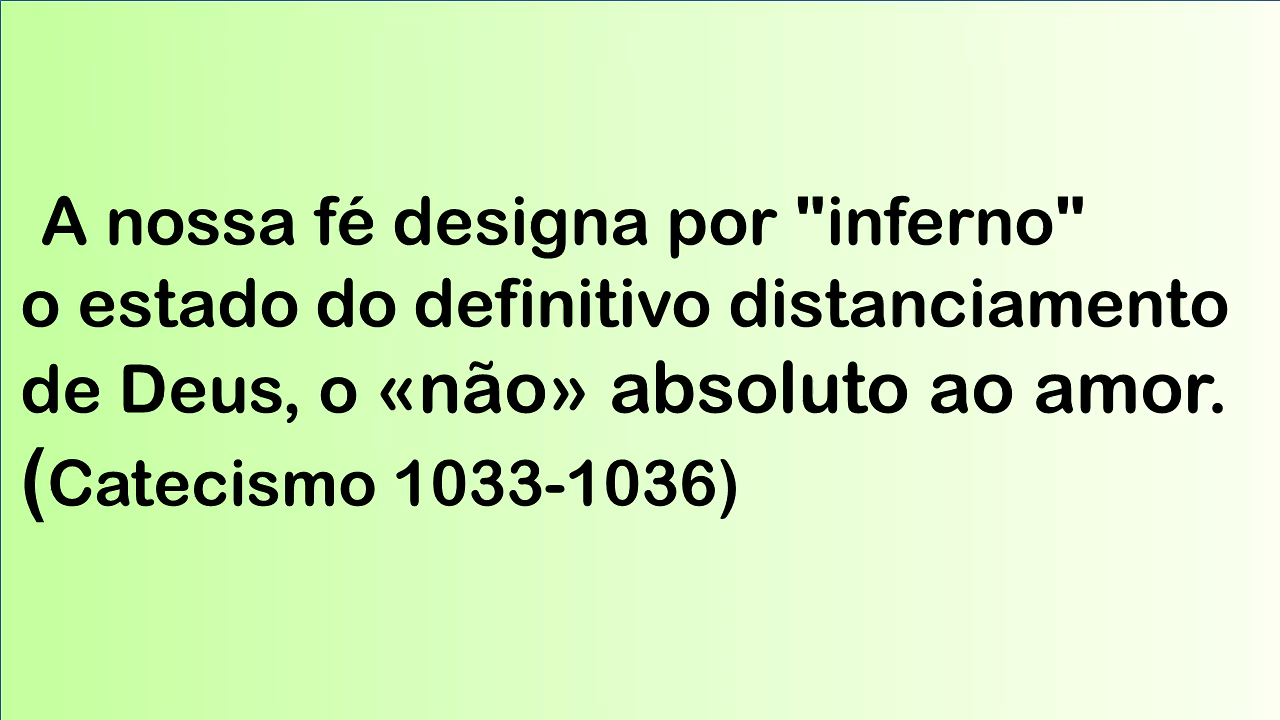 A nossa fé designa por "inferno"
o estado do definitivo distanciamento
de Deus, o «não» absoluto ao amor.
(Catecismo 1033-1036)